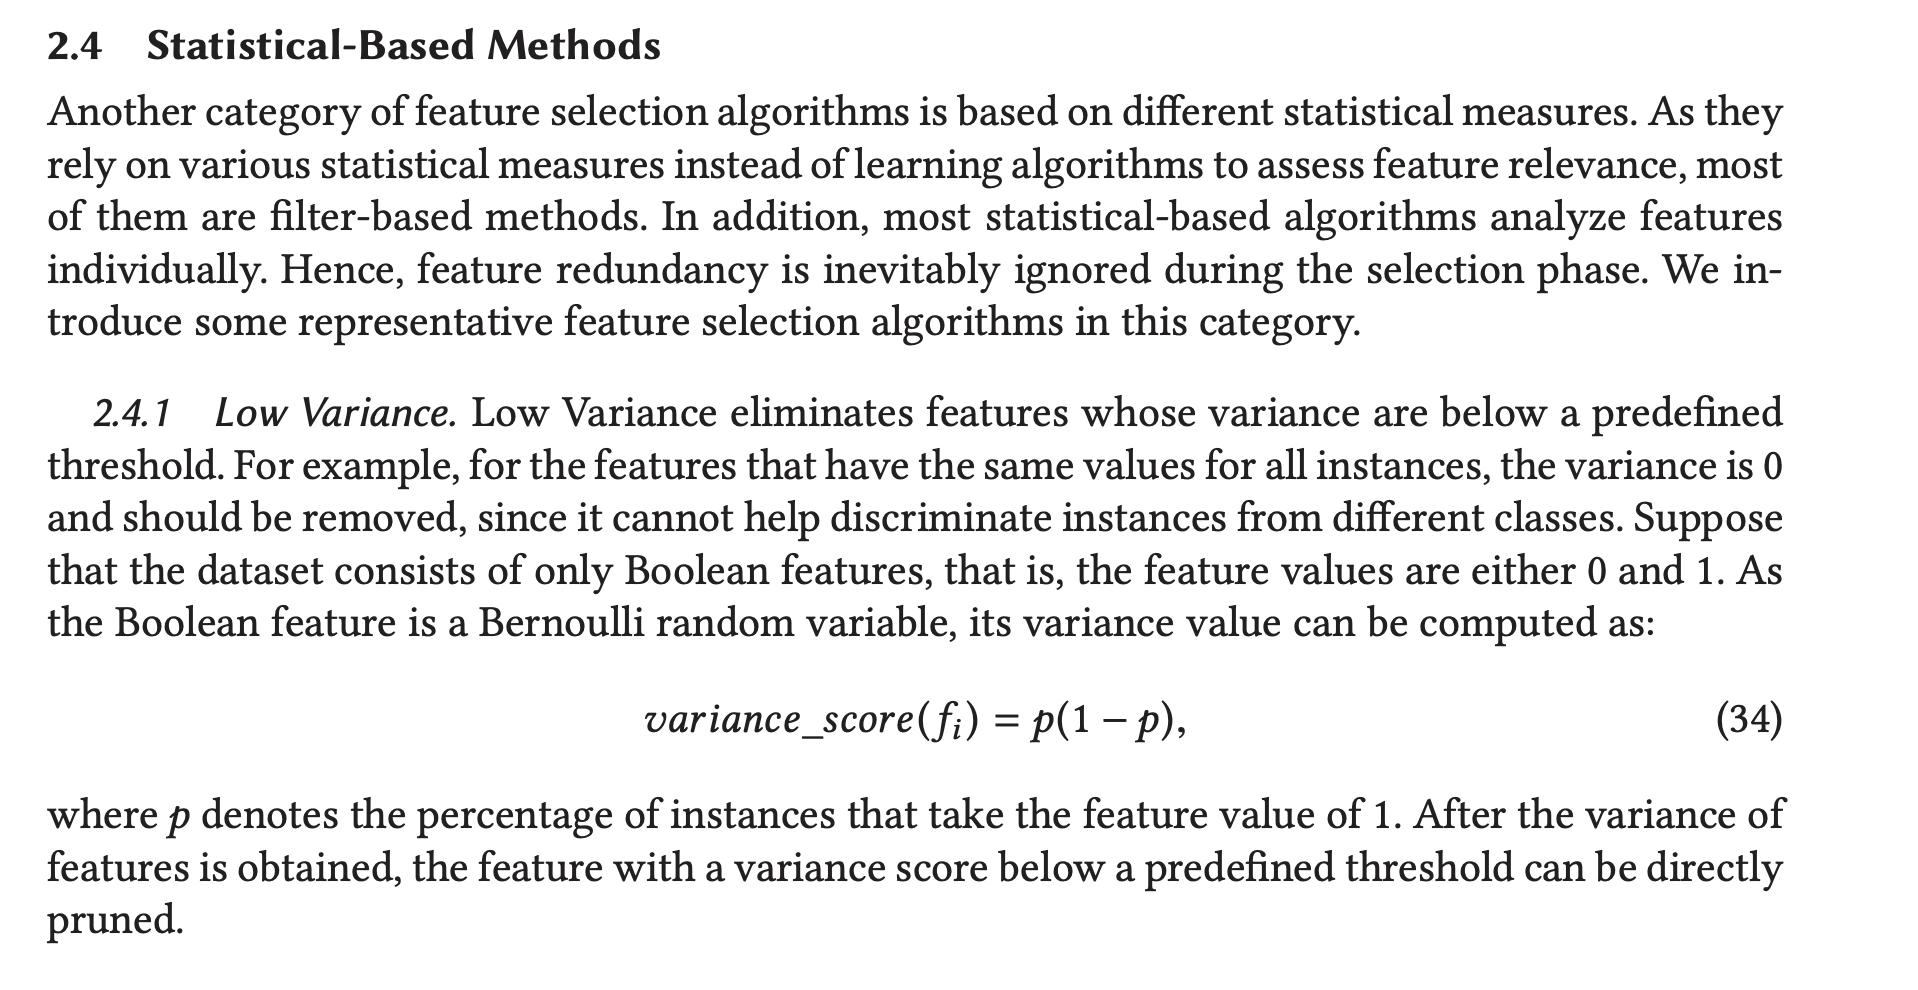 2.4 Statistical-Based Methods
Another category of feature selection algorithms is based on different statistical measures. As they
rely on various statistical measures instead of learning algorithms to assess feature relevance, most
of them are filter-based methods. In addition, most statistical-based algorithms analyze features
individually. Hence, feature redundancy is inevitably ignored during the selection phase. We in-
troduce some representative feature selection algorithms in this category.
2.4.1 Low Variance. Low Variance eliminates features whose variance are below a predefined
threshold. For example, for the features that have the same values for all instances, the variance is 0
and should be removed, since it cannot help discriminate instances from different classes. Suppose
that the dataset consists of only Boolean features, that is, the feature values are either 0 and 1. As
the Boolean feature is a Bernoulli random variable, its variance value can be computed as:
variance_score(fᵢ) = p(1 − p), (34)
where p denotes the percentage of instances that take the feature value of 1. After the variance of
features is obtained, the feature with a variance score below a predefined threshold can be directly
pruned.